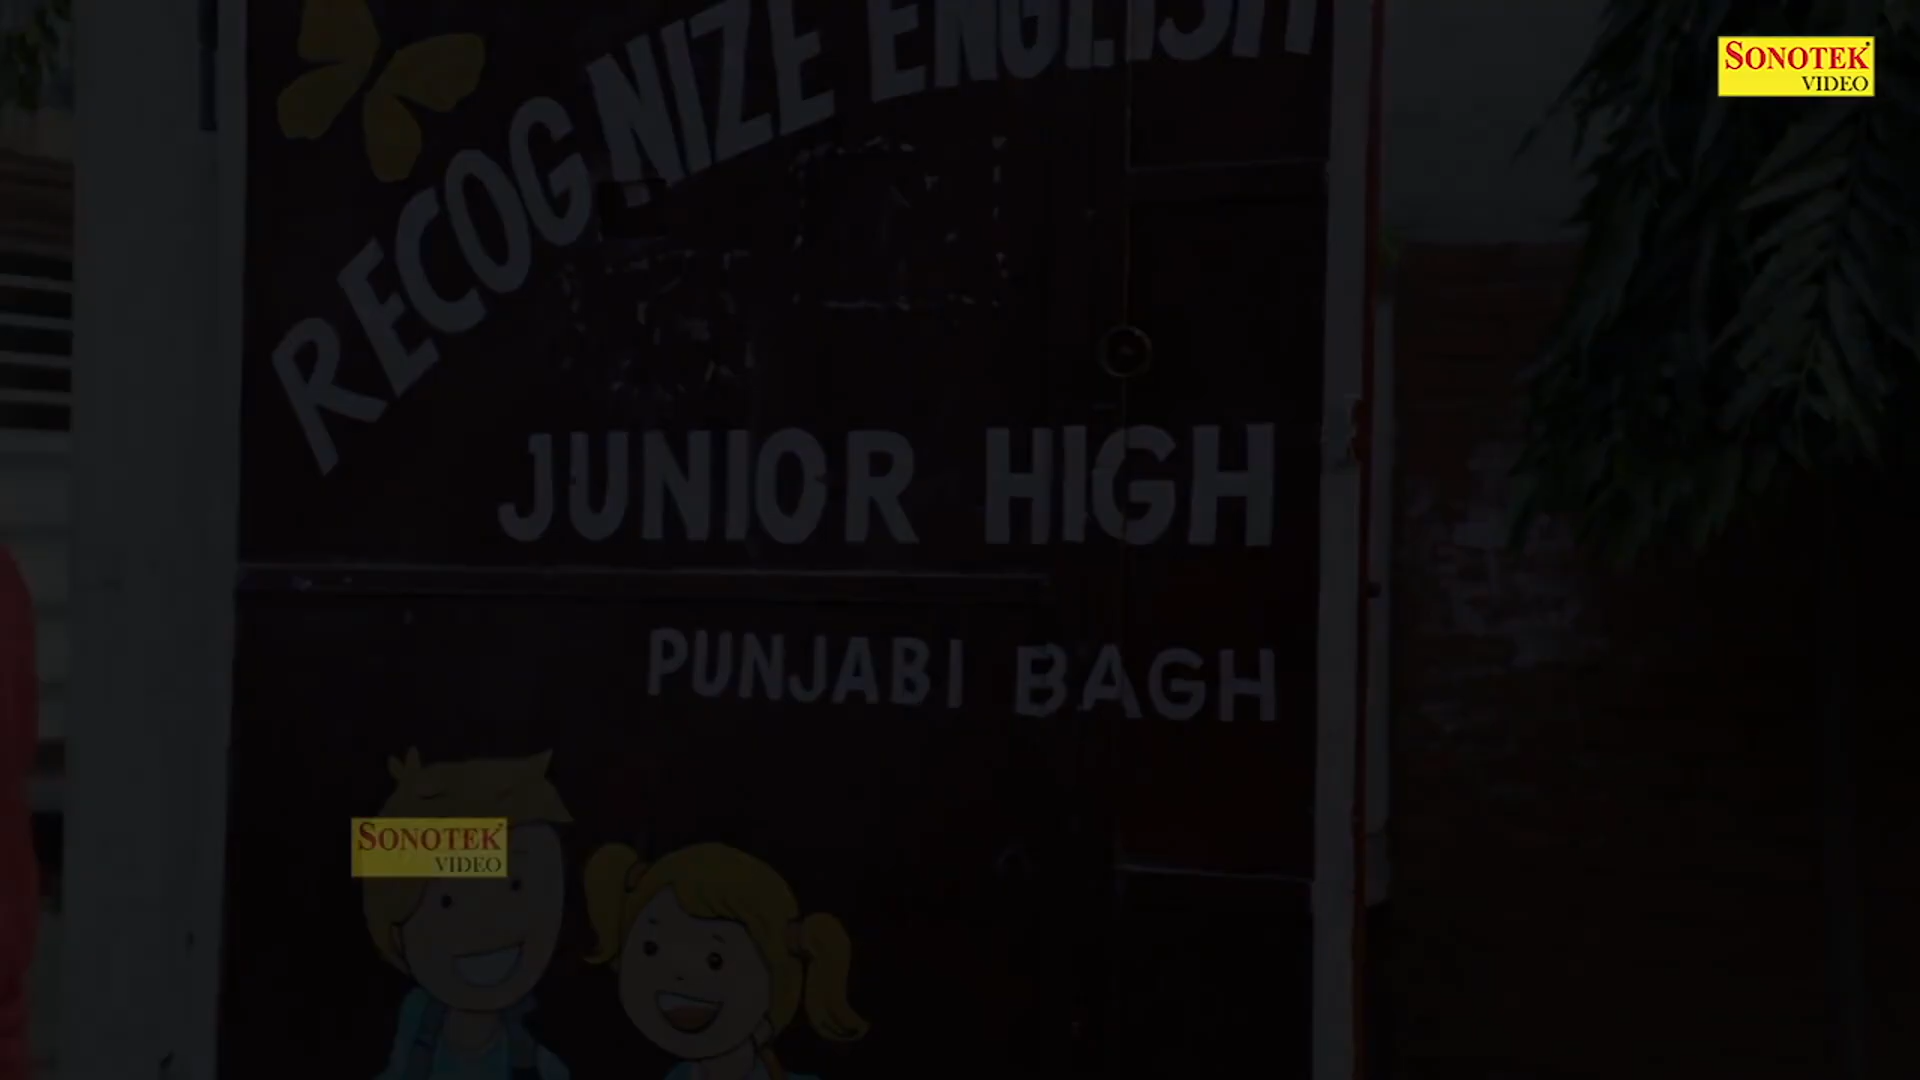 SONOTEK
VIDEO
RECOGNIZE ENGLISH
JUNIOR HIGH
PUNJABI BAGH
SONOTEK
VIDEO